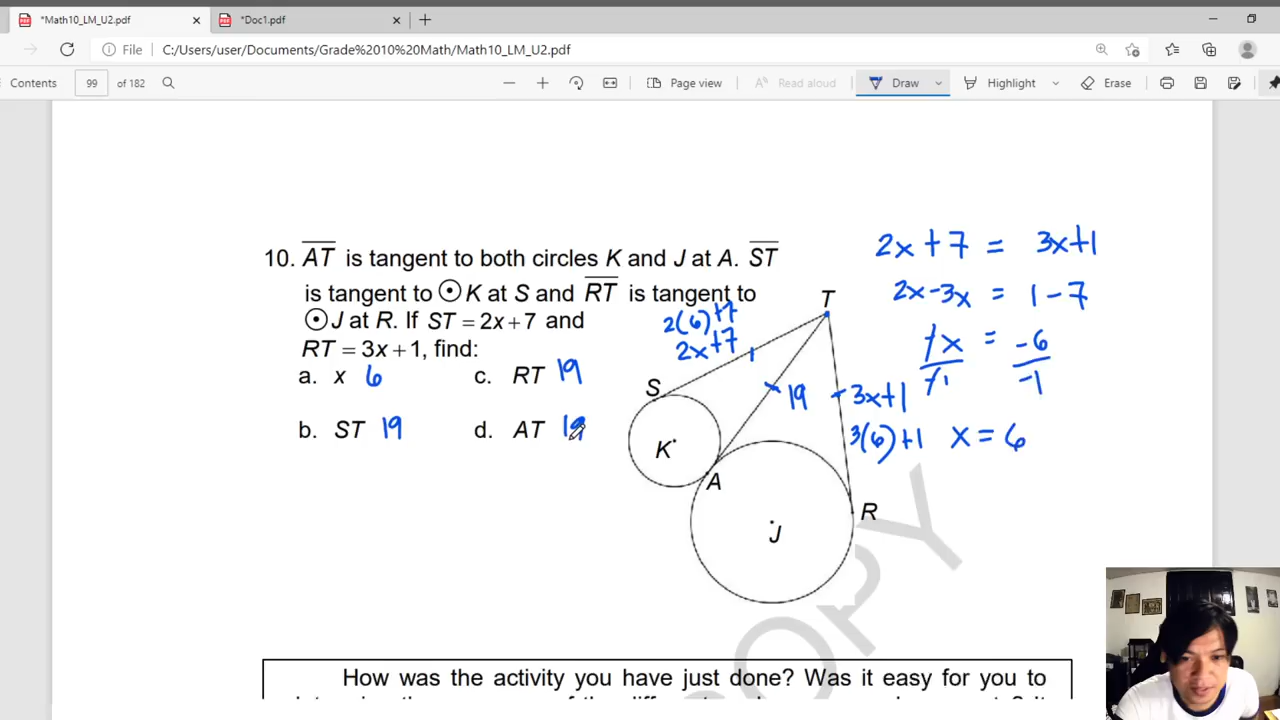 *Math10_LM_U2.pdf
*Doc1.pdf
File C:/Users/user/Documents/Grade%2010%20Math/Math10_LM_U2.pdf
Contents 99 of 182 Page view Read aloud Draw Highlight Erase
10. AT is tangent to both circles K and J at A. ST
is tangent to ⊙K at S and RT is tangent to
⊙J at R. If ST = 2x+7 and
RT = 3x+1, find:
a. x 6
c. RT 19
b. ST 19
d. AT 19
T
2(6)+7
2x+7
S
19
3x+1
3(6)+1
K
A
R
J
2x+7 = 3x+1
2x-3x = 1-7
-x = -6
-1 -1
x = 6
COPY
How was the activity you have just done? Was it easy for you to